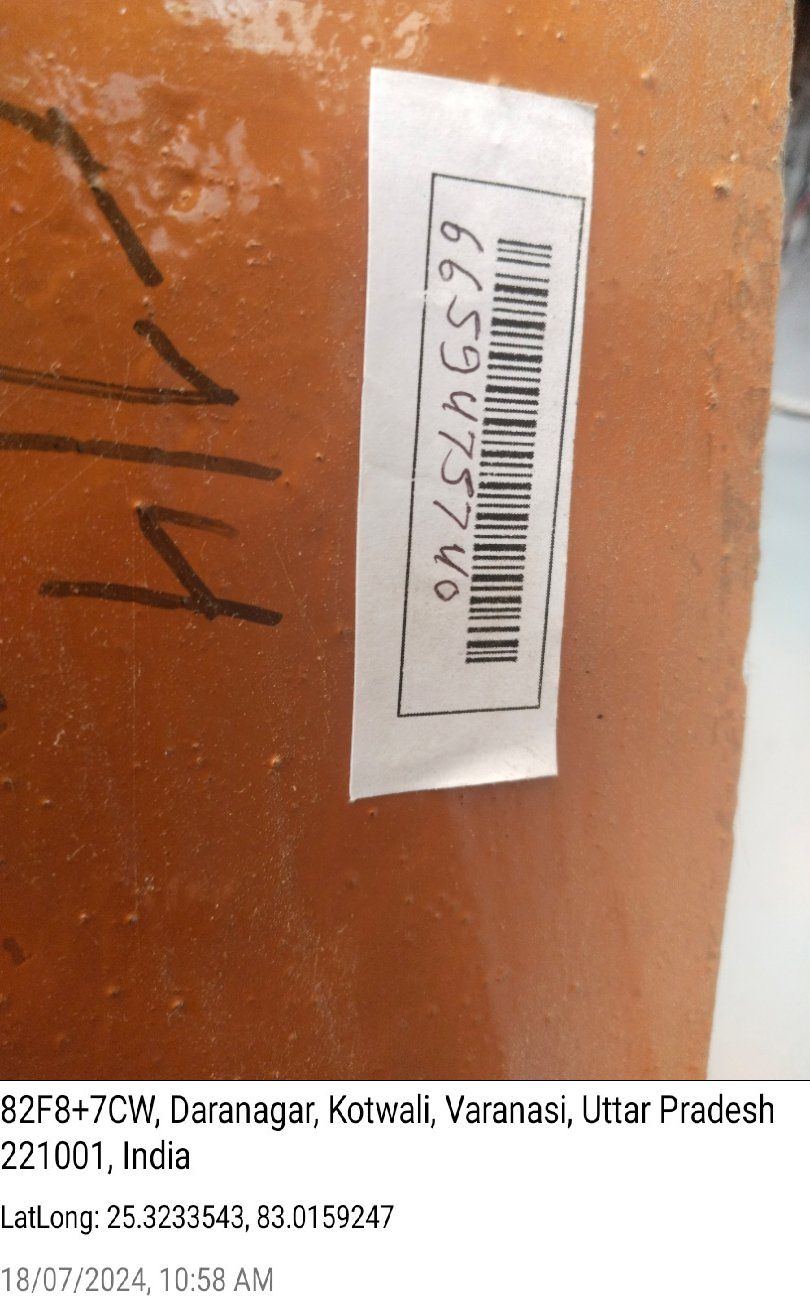 6659475740
82F8+7CW, Daranagar, Kotwali, Varanasi, Uttar Pradesh
221001, India
LatLong: 25.3233543, 83.0159247
18/07/2024, 10:58 AM